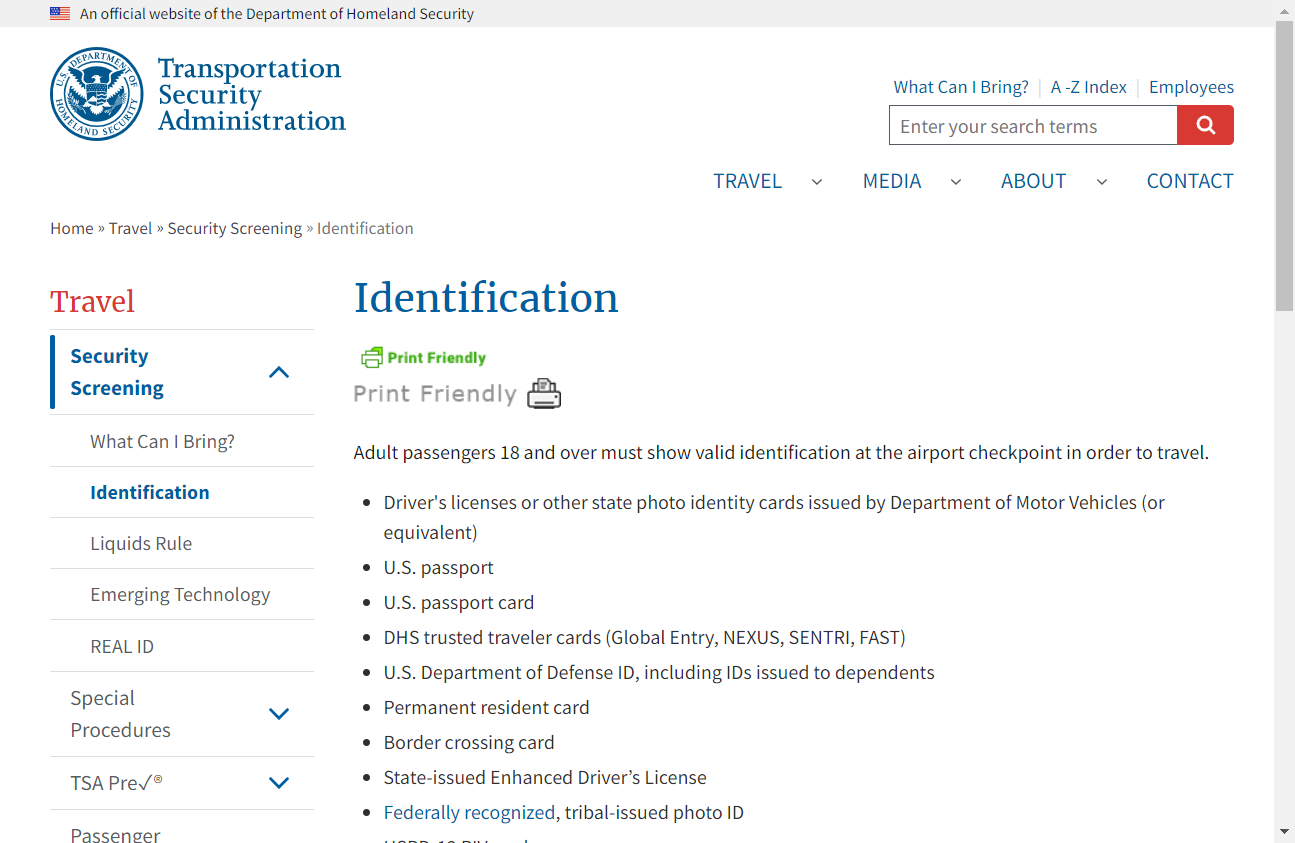 An official website of the Department of Homeland Security
U.S. DEPARTMENT OF HOMELAND SECURITY
Transportation
Security
Administration
What Can I Bring?
A -Z Index
Employees
Enter your search terms
TRAVEL
MEDIA
ABOUT
CONTACT
Home » Travel » Security Screening » Identification
Travel
Security
Screening
What Can I Bring?
Identification
Liquids Rule
Emerging Technology
REAL ID
Special
Procedures
TSA Pre✓®
Passenger
Identification
Print Friendly
Print Friendly
Adult passengers 18 and over must show valid identification at the airport checkpoint in order to travel.
• Driver's licenses or other state photo identity cards issued by Department of Motor Vehicles (or
equivalent)
• U.S. passport
• U.S. passport card
• DHS trusted traveler cards (Global Entry, NEXUS, SENTRI, FAST)
• U.S. Department of Defense ID, including IDs issued to dependents
• Permanent resident card
• Border crossing card
• State-issued Enhanced Driver’s License
• Federally recognized, tribal-issued photo ID